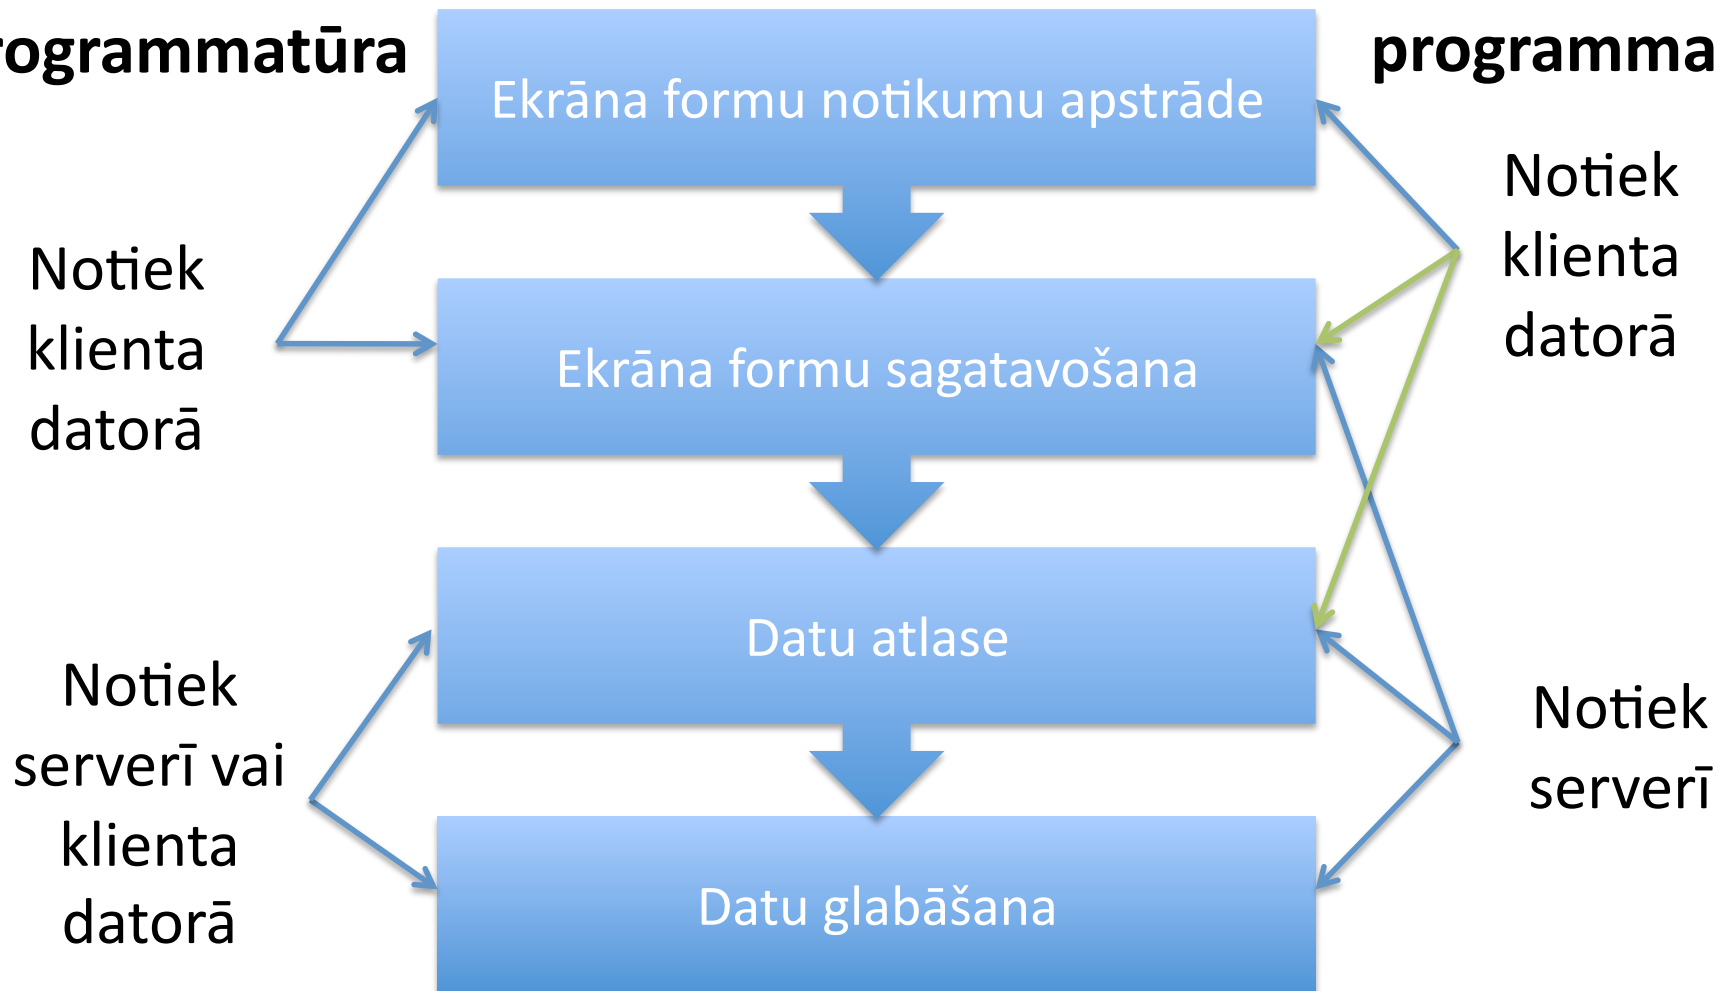 rogrammatūra
programma
Ekrāna formu notikumu apstrāde
Notiek
klienta
datorā
Notiek
klienta
datorā
Ekrāna formu sagatavošana
Datu atlase
Notiek
serverī vai
klienta
datorā
Notiek
serverī
Datu glabāšana